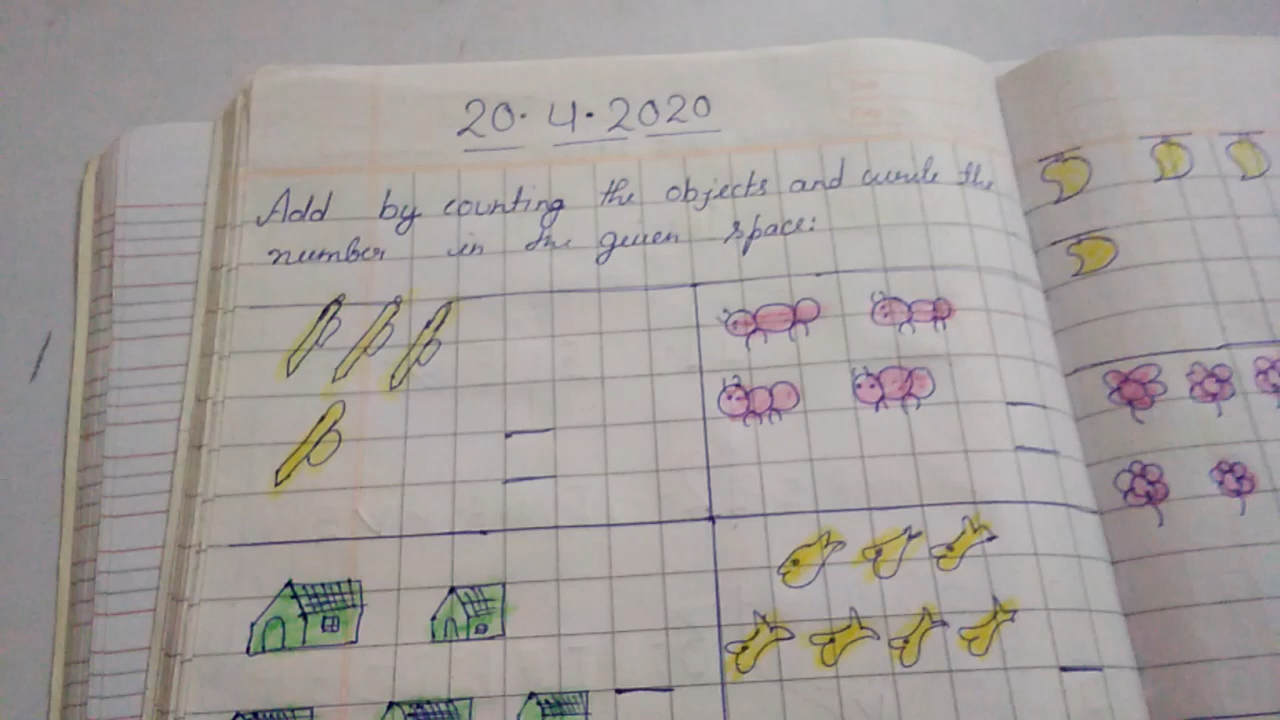 20.4.2020
Add by counting the objects and write the
number in the given space: